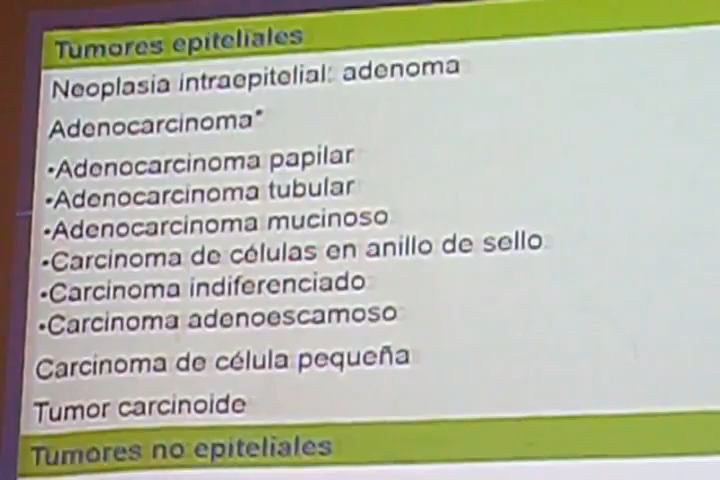 Tumores epiteliales
Neoplasia intraepitelial: adenoma
Adenocarcinoma*
•Adenocarcinoma papilar
•Adenocarcinoma tubular
•Adenocarcinoma mucinoso
•Carcinoma de células en anillo de sello
•Carcinoma indiferenciado
•Carcinoma adenoescamoso
Carcinoma de célula pequeña
Tumor carcinoide
Tumores no epiteliales